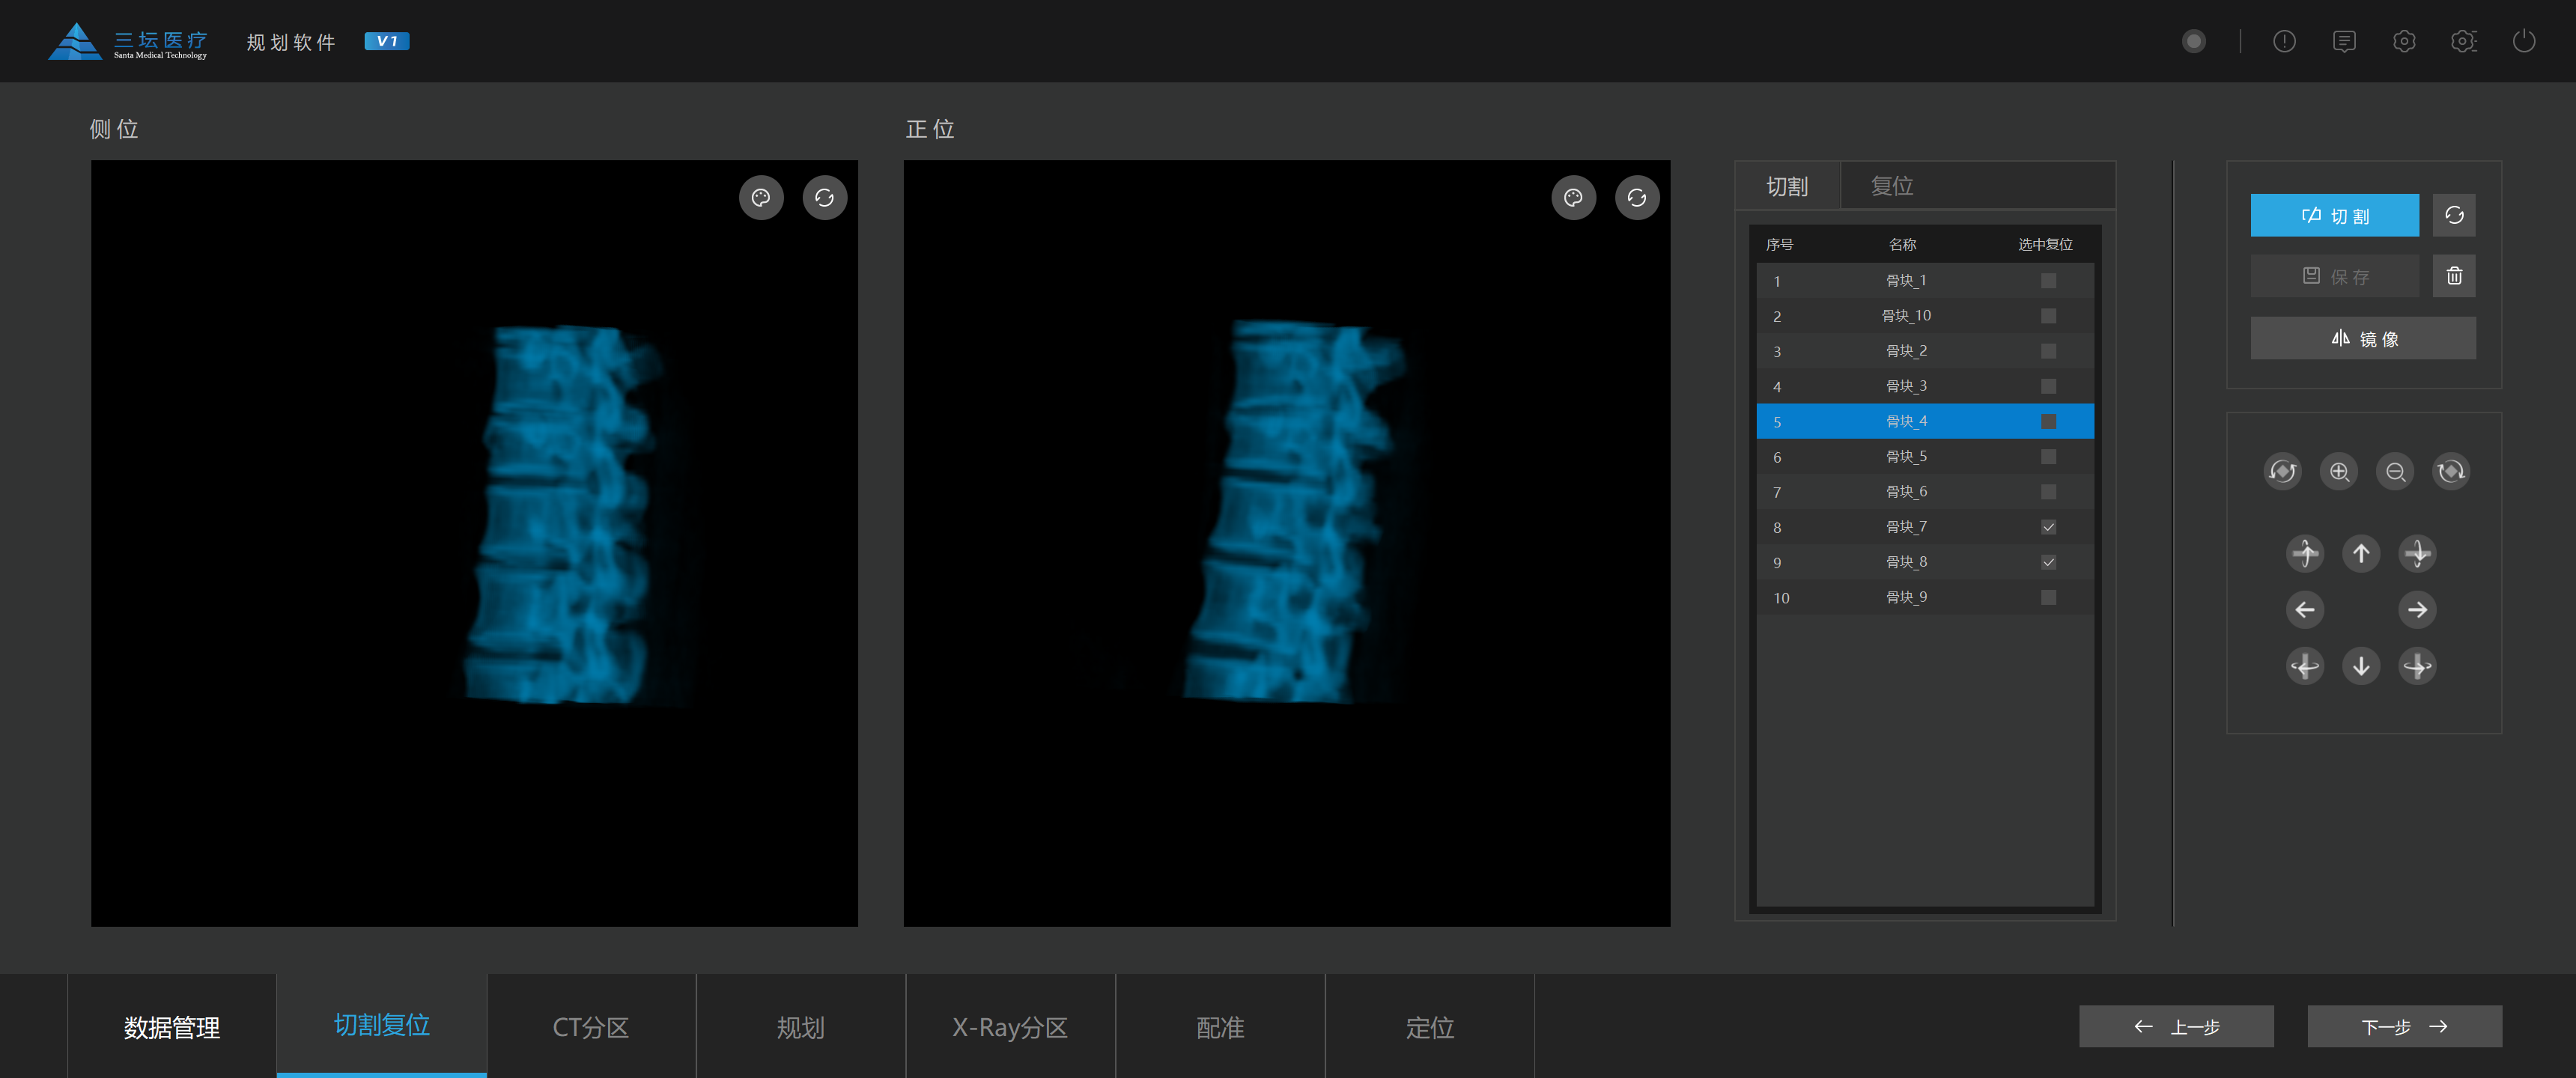 三坛医疗
Santa Medical Technology
规划软件
V1
侧位
正位
切割 复位
序号 名称 选中复位
1 骨块_1
2 骨块_10
3 骨块_2
4 骨块_3
5 骨块_4
6 骨块_5
7 骨块_6
8 骨块_7
9 骨块_8
10 骨块_9
切割
保存
镜像
数据管理 切割复位 CT分区 规划 X-Ray分区 配准 定位
上一步 下一步